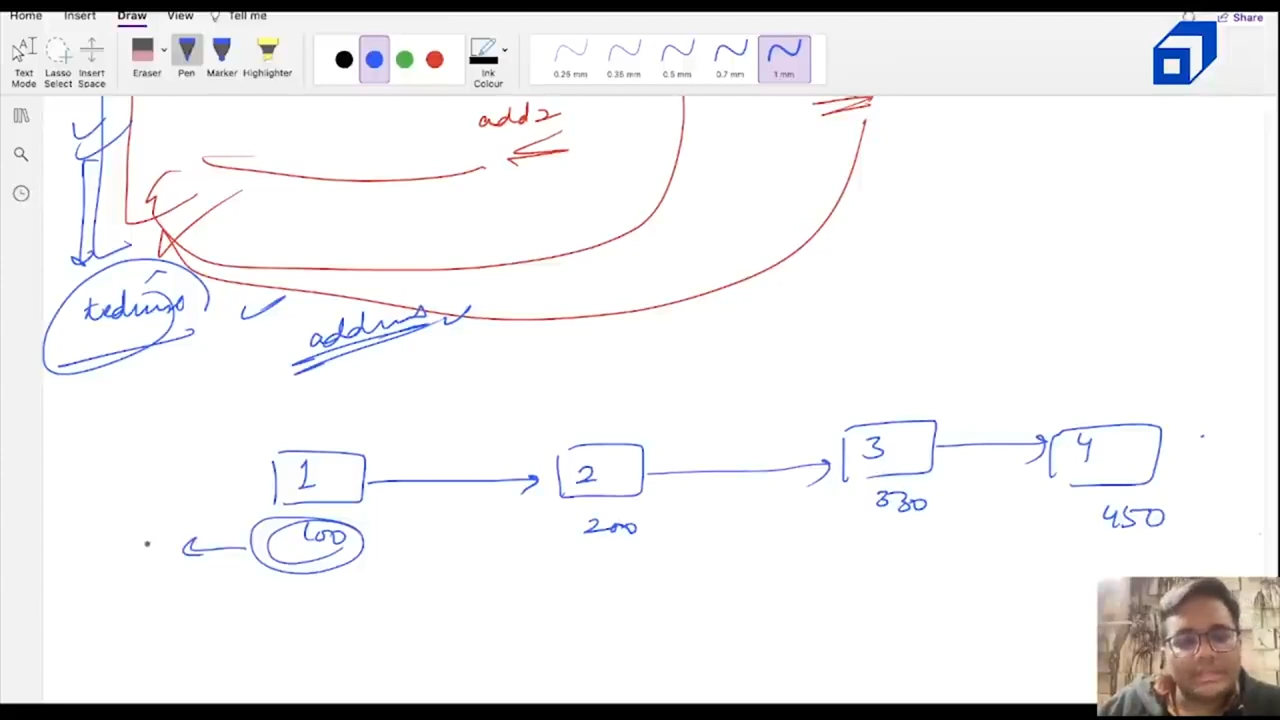 Home Insert Draw View Tell me Share
Text Mode
Lasso Select
Insert Space
Eraser
Pen
Marker
Highlighter
Ink Colour
0.25 mm
0.35 mm
0.5 mm
0.7 mm
1 mm
add2
address
1 2 3 4
100 200 330 450